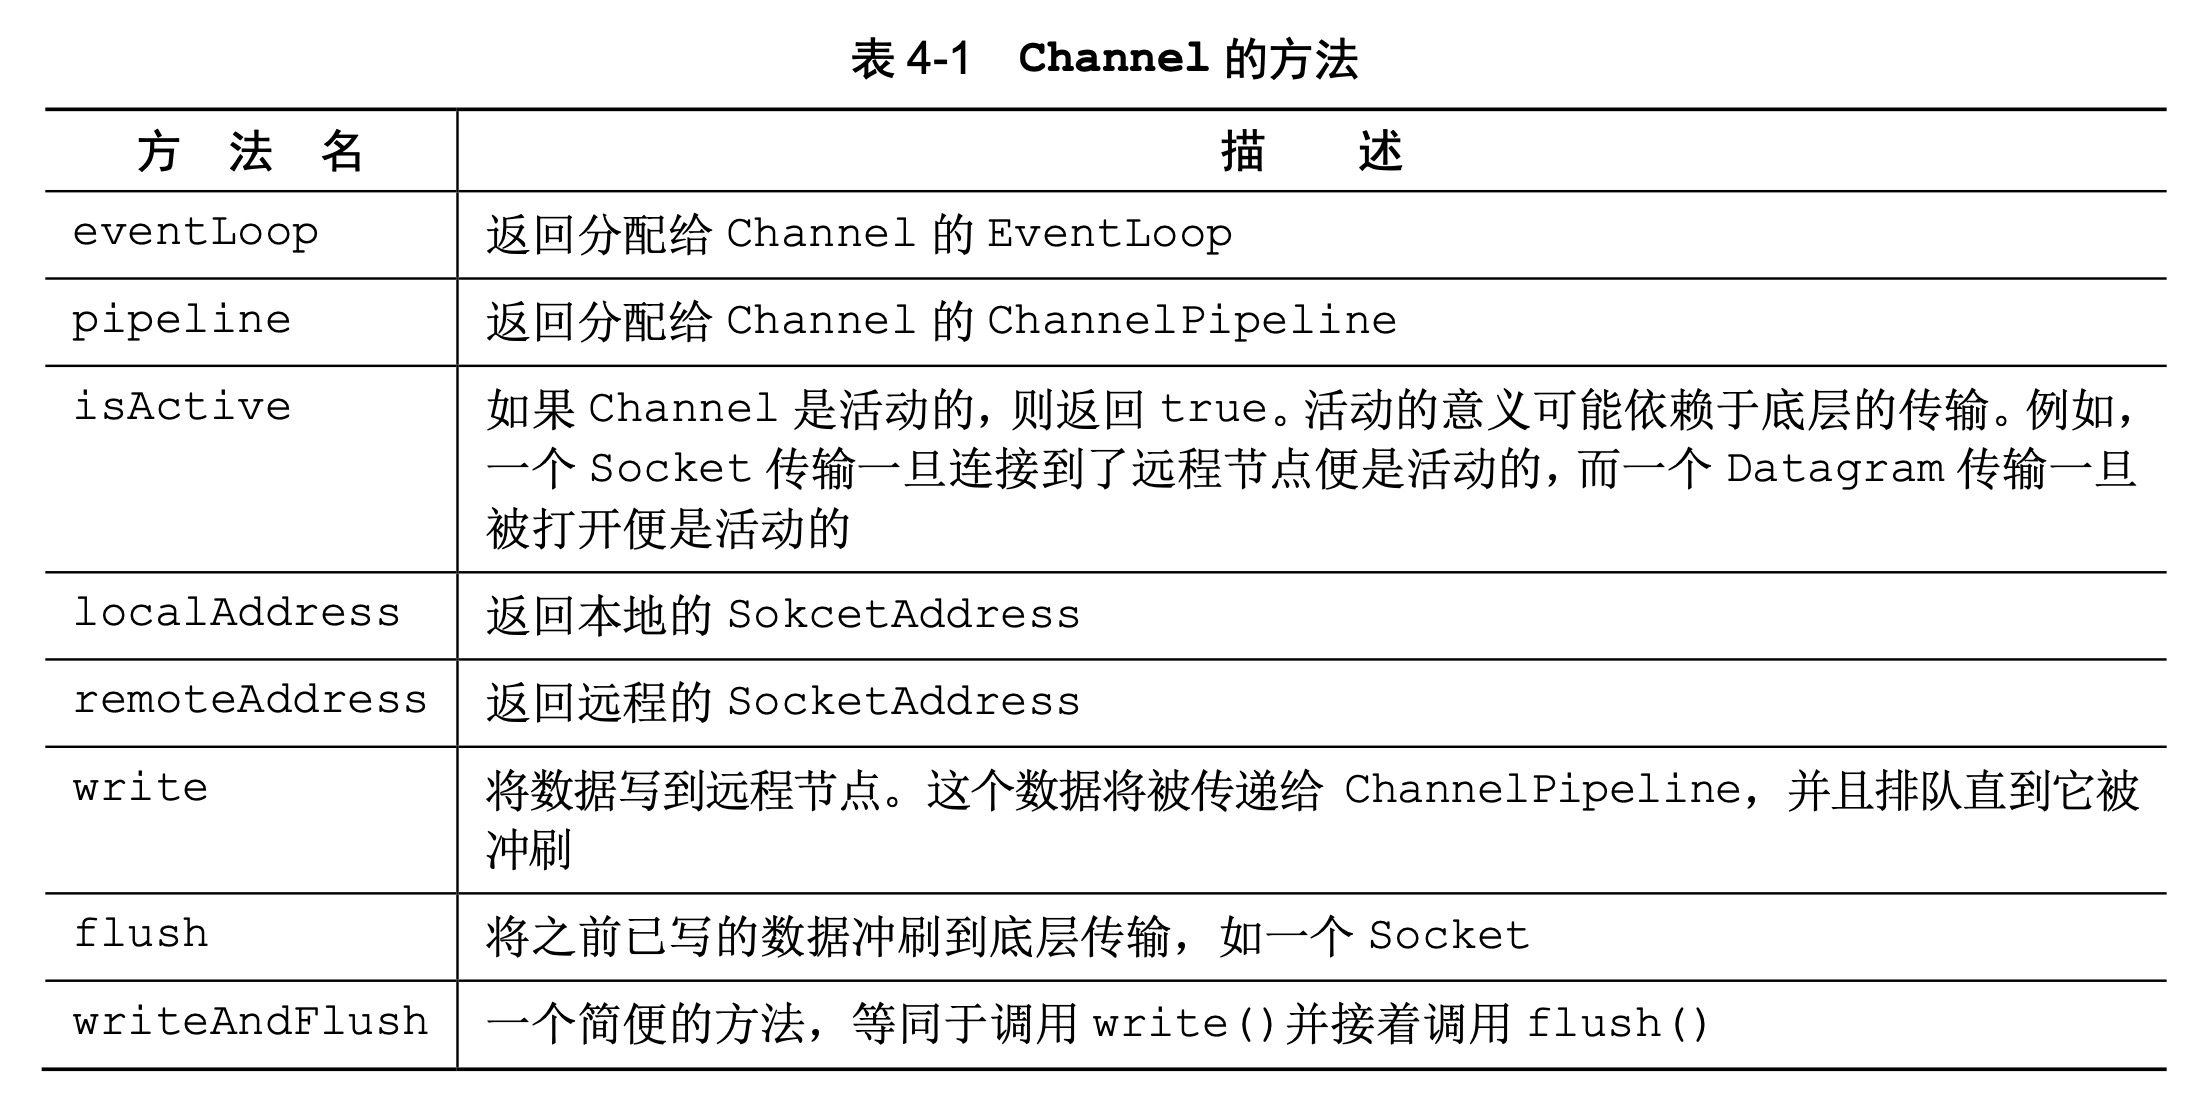 表 4-1 Channel 的方法
方 法 名 描 述
eventLoop 返回分配给 Channel 的 EventLoop
pipeline 返回分配给 Channel 的 ChannelPipeline
isActive 如果 Channel 是活动的，则返回 true。活动的意义可能依赖于底层的传输。例如，
一个 Socket 传输一旦连接到了远程节点便是活动的，而一个 Datagram 传输一旦
被打开便是活动的
localAddress 返回本地的 SokcetAddress
remoteAddress 返回远程的 SocketAddress
write 将数据写到远程节点。这个数据将被传递给 ChannelPipeline，并且排队直到它被
冲刷
flush 将之前已写的数据冲刷到底层传输，如一个 Socket
writeAndFlush 一个简便的方法，等同于调用 write()并接着调用 flush()